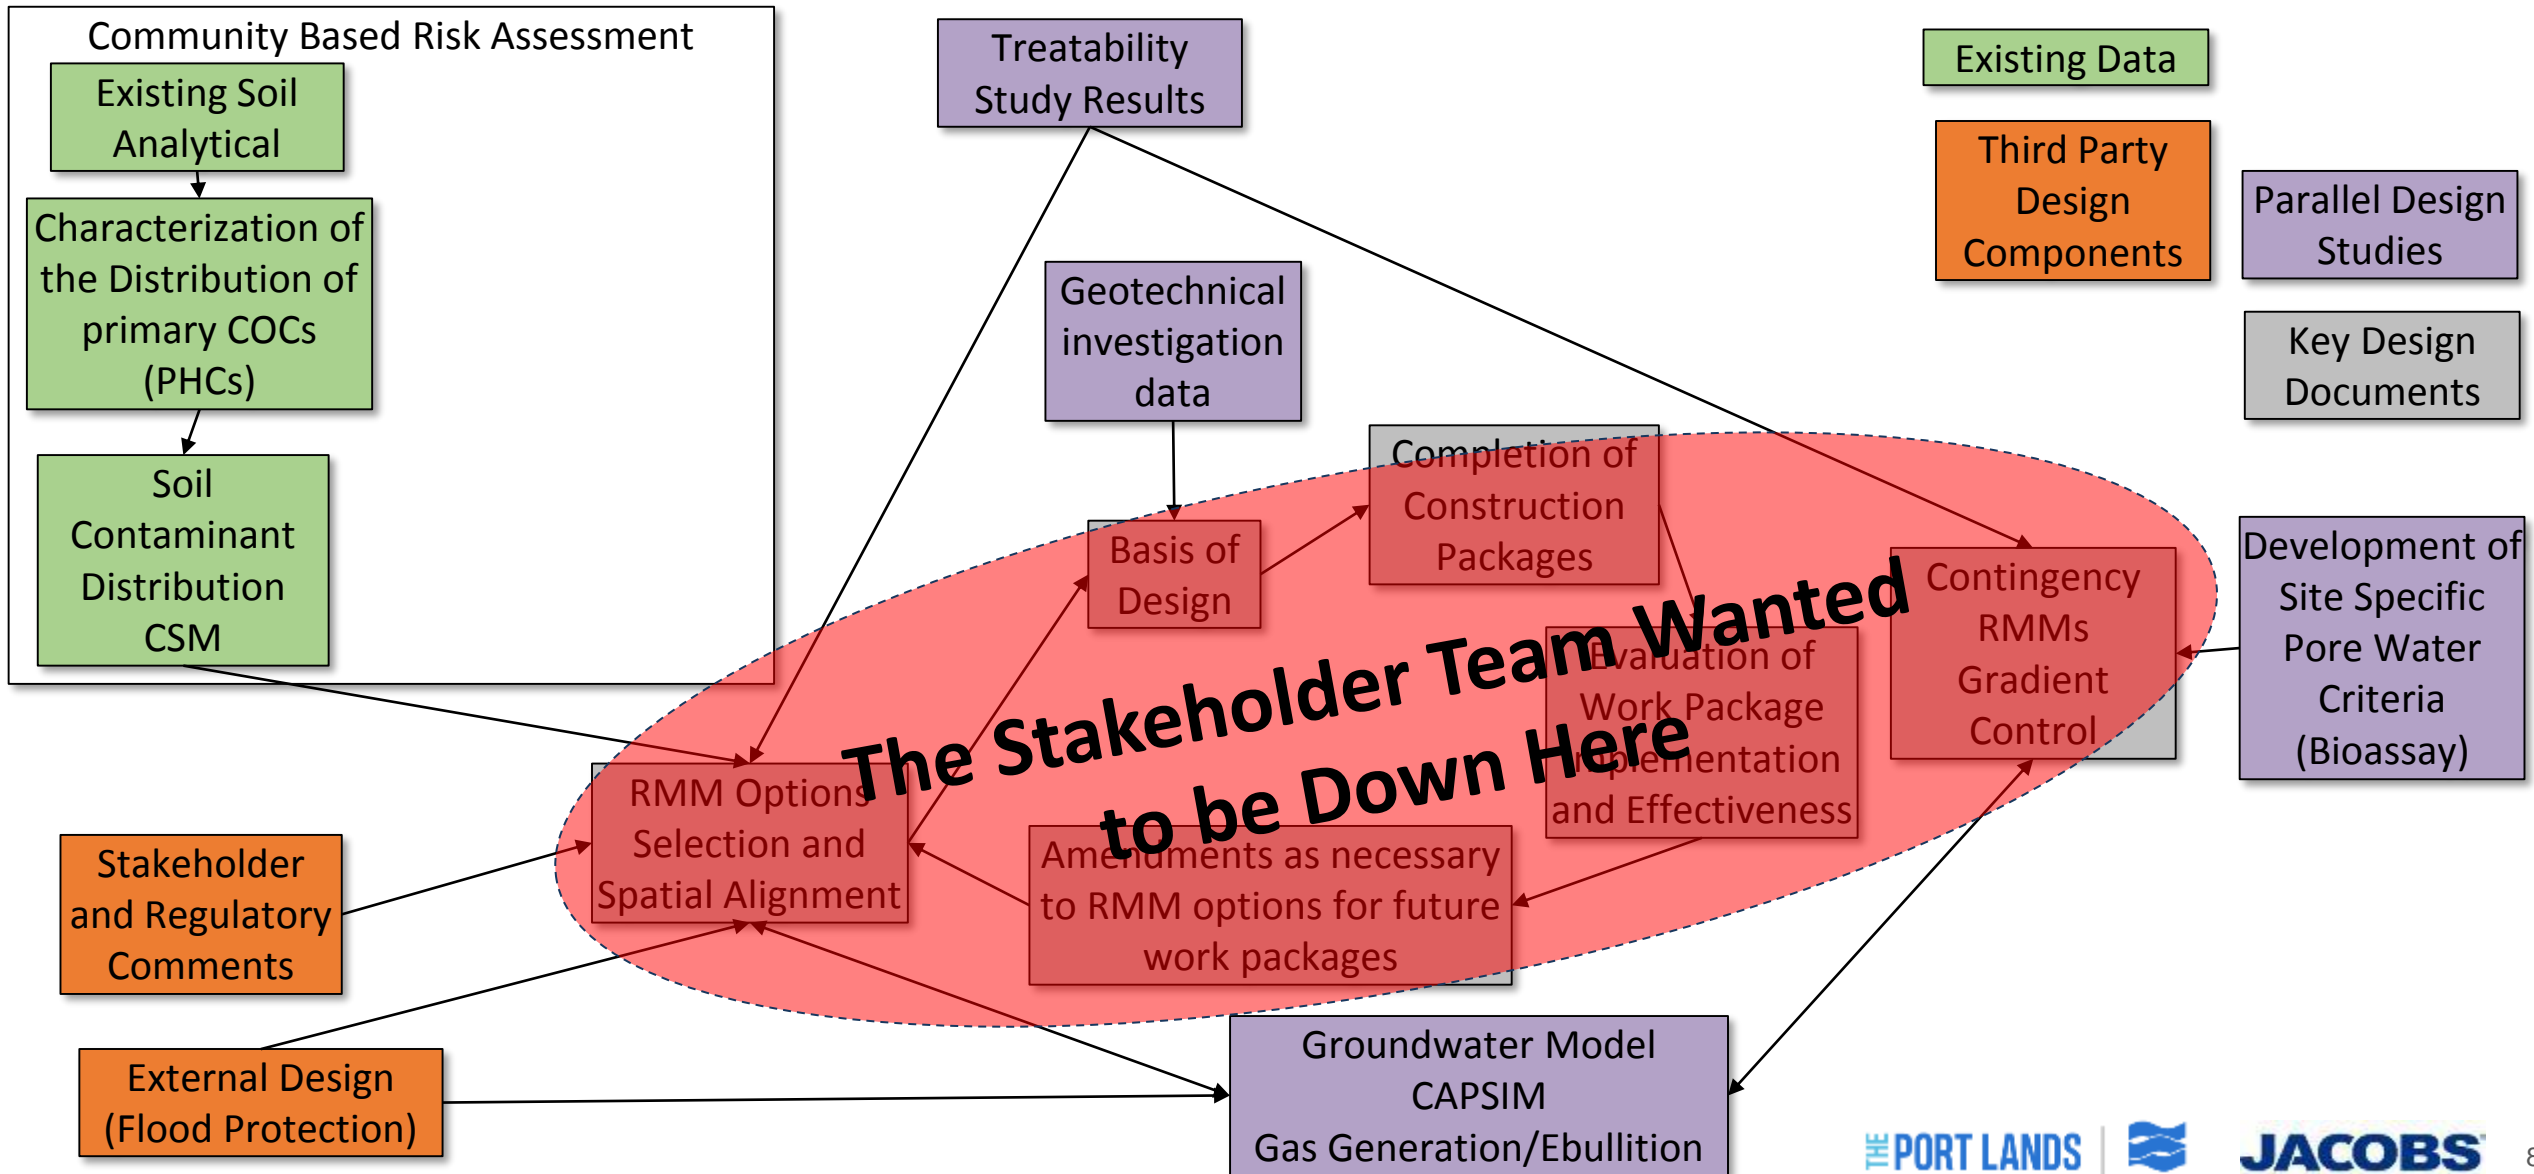 Community Based Risk Assessment
Existing Soil
Analytical
Characterization of
the Distribution of
primary COCs
(PHCs)
Soil
Contaminant
Distribution
CSM
Treatability
Study Results
Geotechnical
investigation
data
Existing Data
Third Party
Design
Components
Parallel Design
Studies
Key Design
Documents
Completion of
Construction
Packages
Basis of
Design
Contingency
RMMs
Gradient
Control
Development of
Site Specific
Pore Water
Criteria
(Bioassay)
The Stakeholder Team Wanted
to be Down Here
Evaluation of
Work Package
Implementation
and Effectiveness
RMM Options
Selection and
Spatial Alignment
Amendments as necessary
to RMM options for future
work packages
Stakeholder
and Regulatory
Comments
External Design
(Flood Protection)
Groundwater Model
CAPSIM
Gas Generation/Ebullition
THE PORT LANDS
JACOBS
8